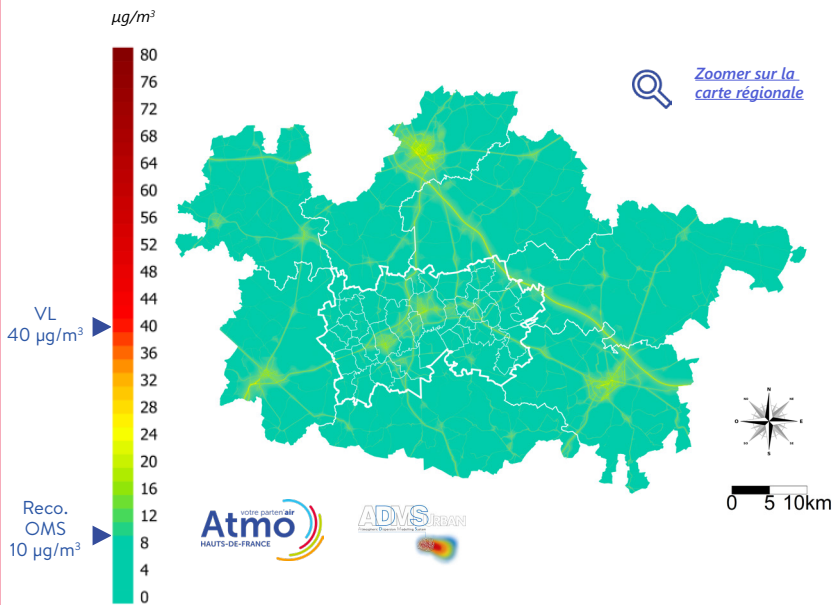 µg/m³
80
76
72
68
64
60
56
52
48
44
40
36
32
28
24
20
16
12
8
4
0
VL
40 µg/m³
Reco.
OMS
10 µg/m³
Zoomer sur la
carte régionale
N
O
E
S
0 5 10km
votre parten'air
Atmo
HAUTS-DE-FRANCE
ADMS